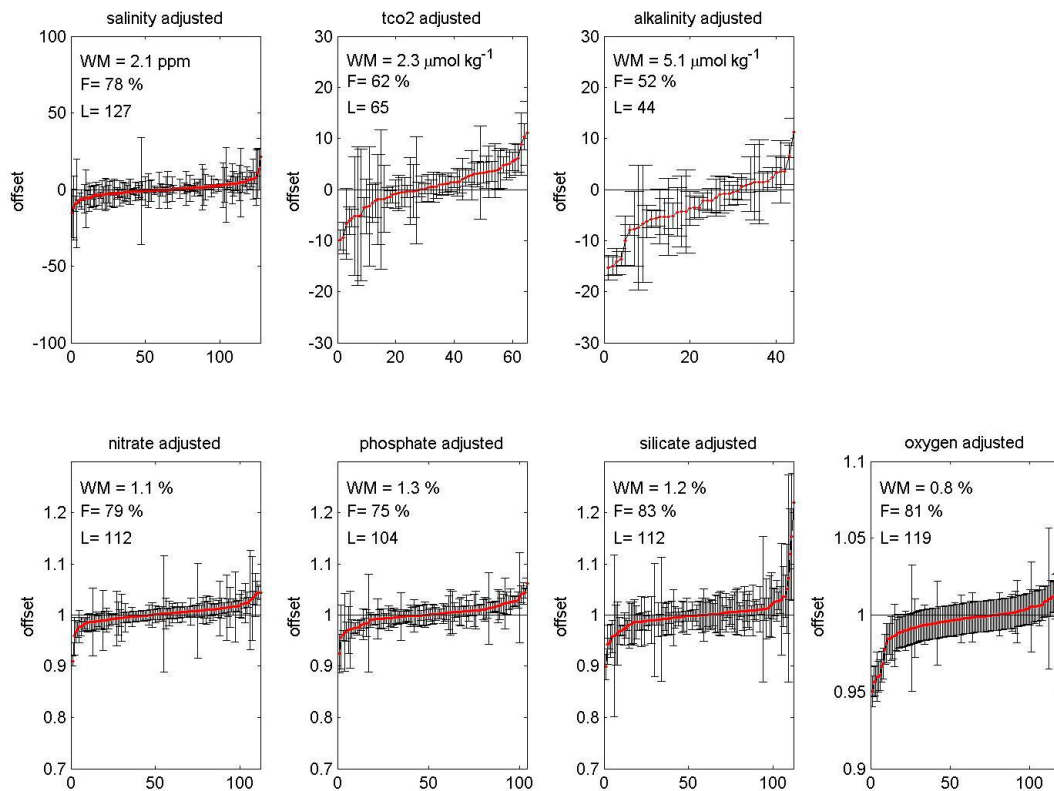 salinity adjusted
WM = 2.1 ppm
F= 78 %
L= 127
offset
100
50
0
-50
-100
0 50 100
tco2 adjusted
WM = 2.3 μmol kg-1
F= 62 %
L= 65
30
20
10
0
-10
-20
-30
0 20 40 60
alkalinity adjusted
WM = 5.1 μmol kg-1
F= 52 %
L= 44
30
20
10
0
-10
-20
-30
0 20 40
nitrate adjusted
WM = 1.1 %
F= 79 %
L= 112
offset
1.2
1.1
1
0.9
0.8
0.7
0 50 100
phosphate adjusted
WM = 1.3 %
F= 75 %
L= 104
offset
1.2
1.1
1
0.9
0.8
0.7
0 50 100
silicate adjusted
WM = 1.2 %
F= 83 %
L= 112
offset
1.2
1.1
1
0.9
0.8
0.7
0 50 100
oxygen adjusted
WM = 0.8 %
F= 81 %
L= 119
offset
1.1
1.05
1
0.95
0.9
0 50 100